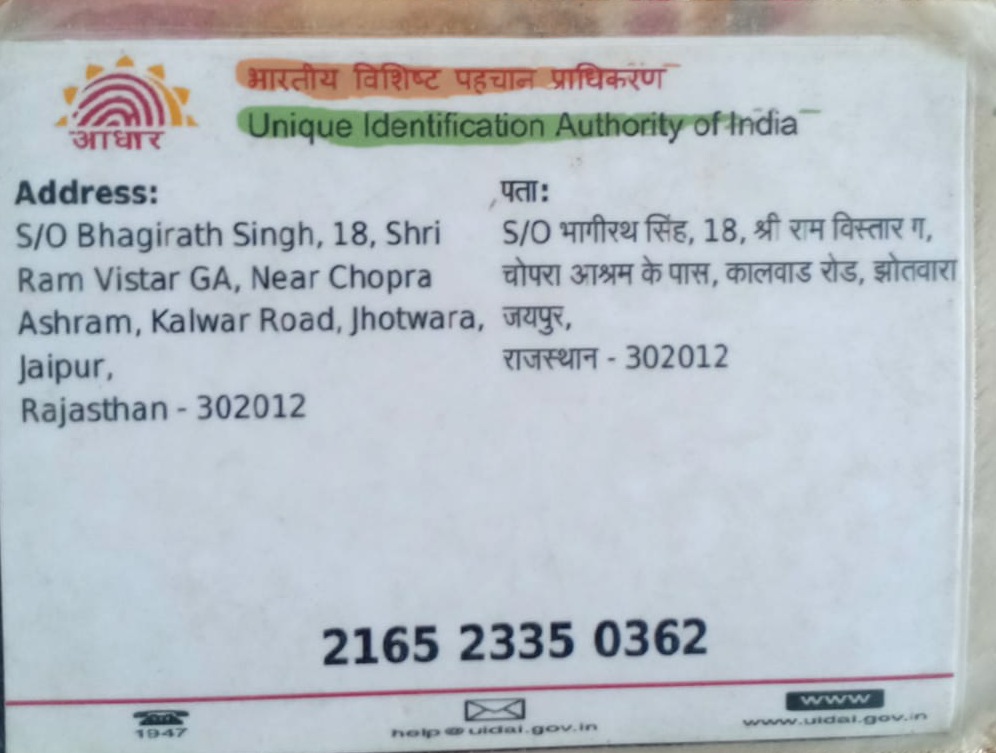 भारतीय विशिष्ट पहचान प्राधिकरण
Unique Identification Authority of India
आधार
Address:
S/O Bhagirath Singh, 18, Shri
Ram Vistar GA, Near Chopra
Ashram, Kalwar Road, Jhotwara,
Jaipur,
Rajasthan - 302012
पता:
S/O भागीरथ सिंह, 18, श्री राम विस्तार ग,
चोपरा आश्रम के पास, कालवाड रोड, झोतवारा
जयपुर,
राजस्थान - 302012
2165 2335 0362
1947
help@uidai.gov.in
WWW
www.uidai.gov.in